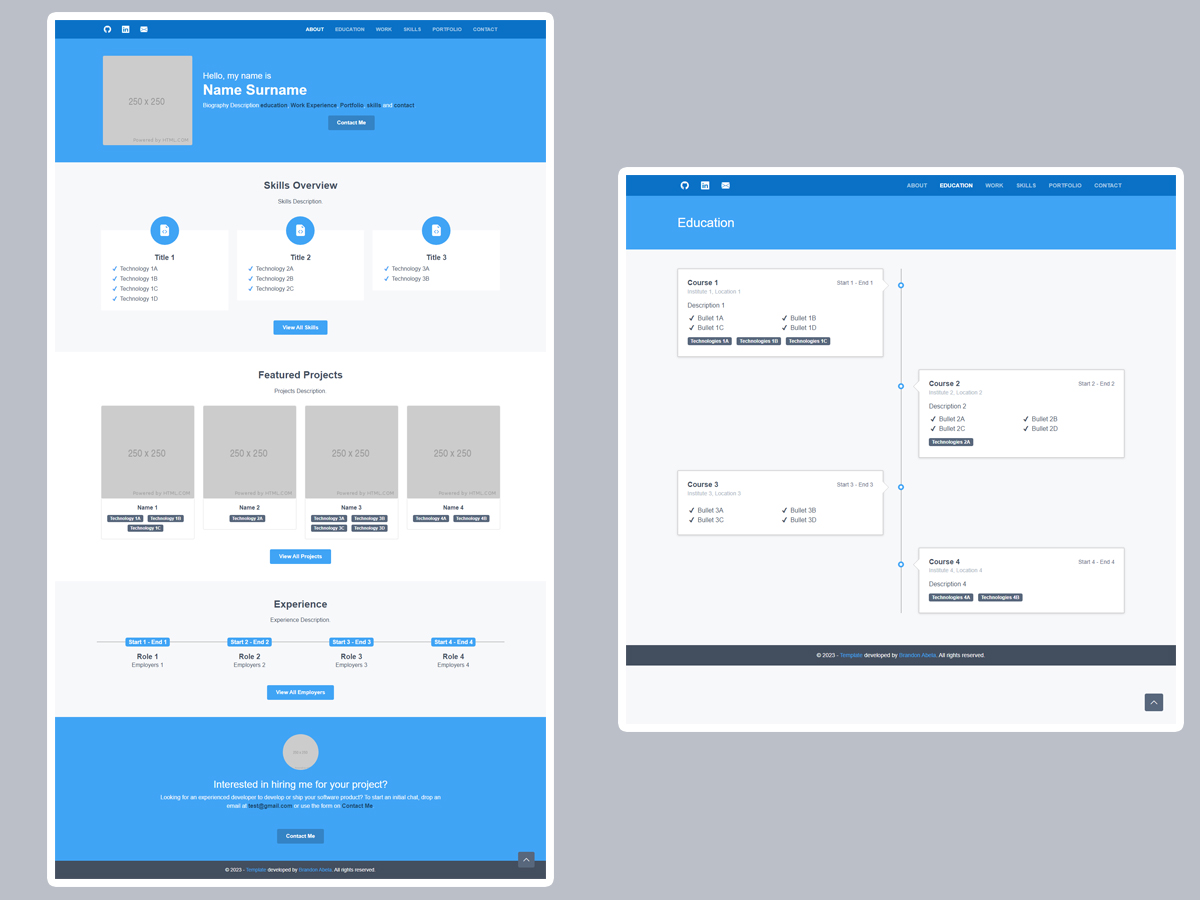 ABOUT EDUCATION WORK SKILLS PORTFOLIO CONTACT
250 x 250
Powered by HTML.COM
Hello, my name is
Name Surname
Biography Description education, Work Experience, Portfolio, skills and contact
Contact Me
Skills Overview
Skills Description.
Title 1
Technology 1A
Technology 1B
Technology 1C
Technology 1D
Title 2
Technology 2A
Technology 2B
Technology 2C
Title 3
Technology 3A
Technology 3B
View All Skills
Featured Projects
Projects Description.
250 x 250 250 x 250 250 x 250 250 x 250
Powered by HTML.COM Powered by HTML.COM Powered by HTML.COM Powered by HTML.COM
Name 1
Technology 1A Technology 1B
Technology 1C
Name 2
Technology 2A
Name 3
Technology 3A Technology 3B
Technology 3C Technology 3D
Name 4
Technology 4A Technology 4B
View All Projects
Experience
Experience Description.
Start 1 - End 1 Start 2 - End 2 Start 3 - End 3 Start 4 - End 4
Role 1 Role 2 Role 3 Role 4
Employers 1 Employers 2 Employers 3 Employers 4
View All Employers
Interested in hiring me for your project?
Looking for an experienced developer to develop or ship your software product? To start an initial chat, drop an
email at test@gmail.com or use the form on Contact Me
Contact Me
© 2023 - Template developed by Brandon Abela. All rights reserved.
ABOUT EDUCATION WORK SKILLS PORTFOLIO CONTACT
Education
Course 1 Start 1 - End 1
Institute 1, Location 1
Description 1
Bullet 1A Bullet 1B
Bullet 1C Bullet 1D
Technologies 1A Technologies 1B Technologies 1C
Course 2 Start 2 - End 2
Institute 2, Location 2
Description 2
Bullet 2A Bullet 2B
Bullet 2C Bullet 2D
Technologies 2A
Course 3 Start 3 - End 3
Institute 3, Location 3
Bullet 3A Bullet 3B
Bullet 3C Bullet 3D
Course 4 Start 4 - End 4
Institute 4, Location 4
Description 4
Technologies 4A Technologies 4B
© 2023 - Template developed by Brandon Abela. All rights reserved.